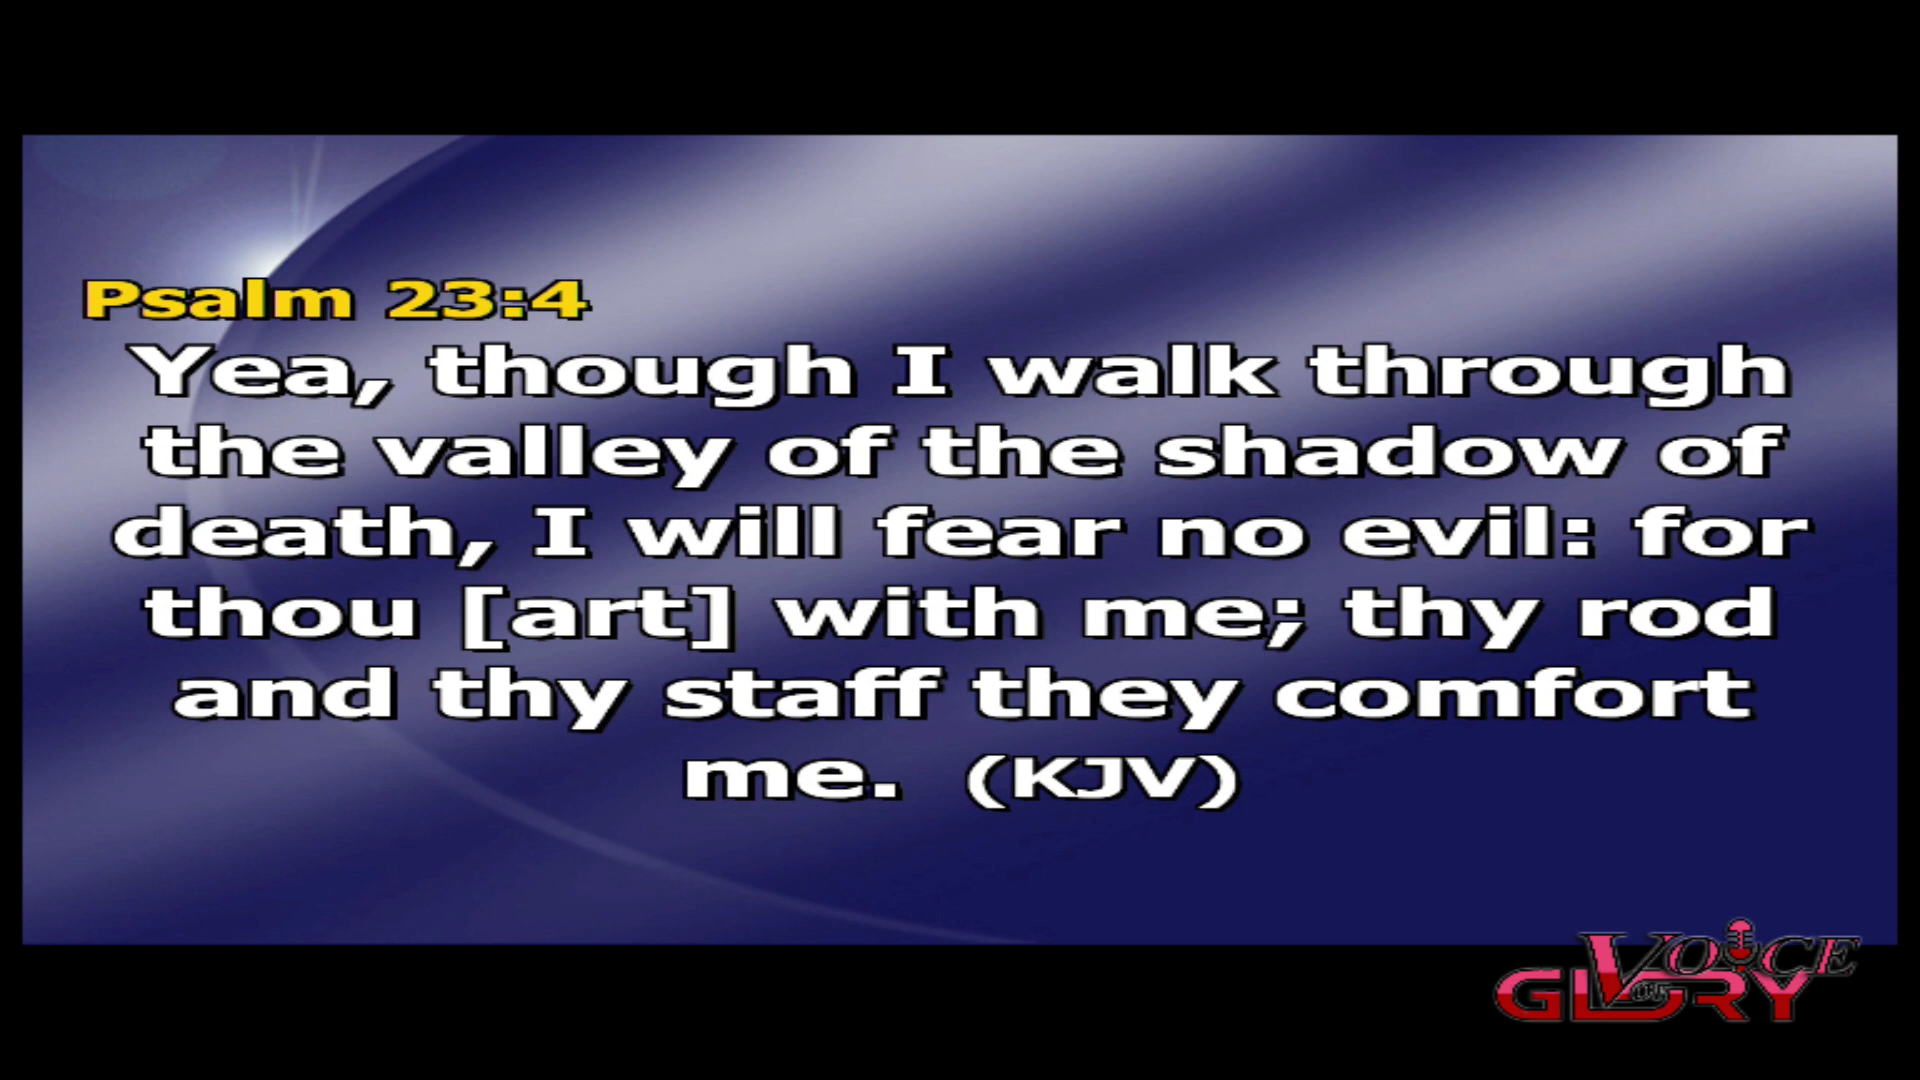 Psalm 23:4
Yea, though I walk through
the valley of the shadow of
death, I will fear no evil: for
thou [art] with me; thy rod
and thy staff they comfort
me. (KJV)
VOICE
OF
GLORY